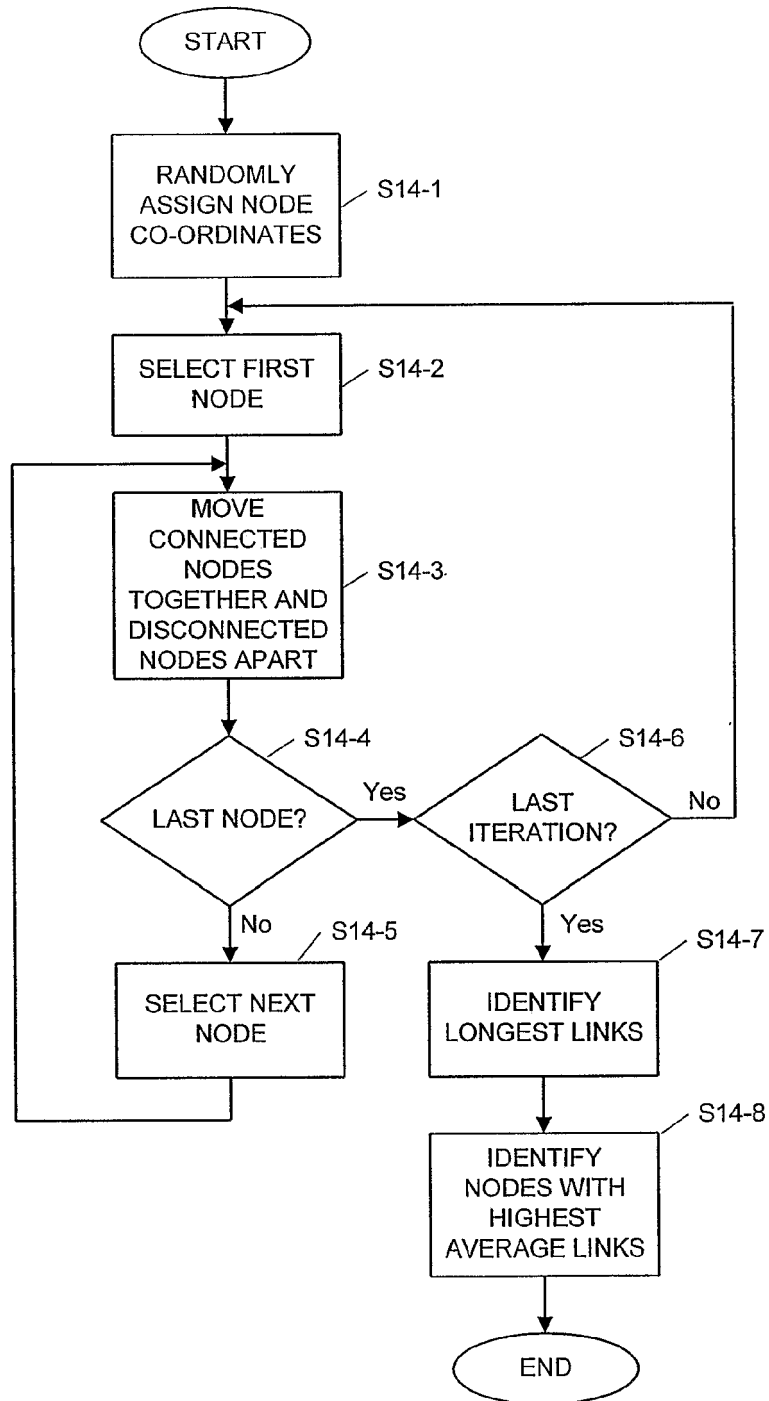 START
RANDOMLY
ASSIGN NODE
CO-ORDINATES
S14-1
SELECT FIRST
NODE
S14-2
MOVE
CONNECTED
NODES
TOGETHER AND
DISCONNECTED
NODES APART
S14-3
S14-4
LAST NODE?
Yes
No
S14-6
LAST
ITERATION?
No
Yes
S14-5
SELECT NEXT
NODE
S14-7
IDENTIFY
LONGEST LINKS
S14-8
IDENTIFY
NODES WITH
HIGHEST
AVERAGE LINKS
END